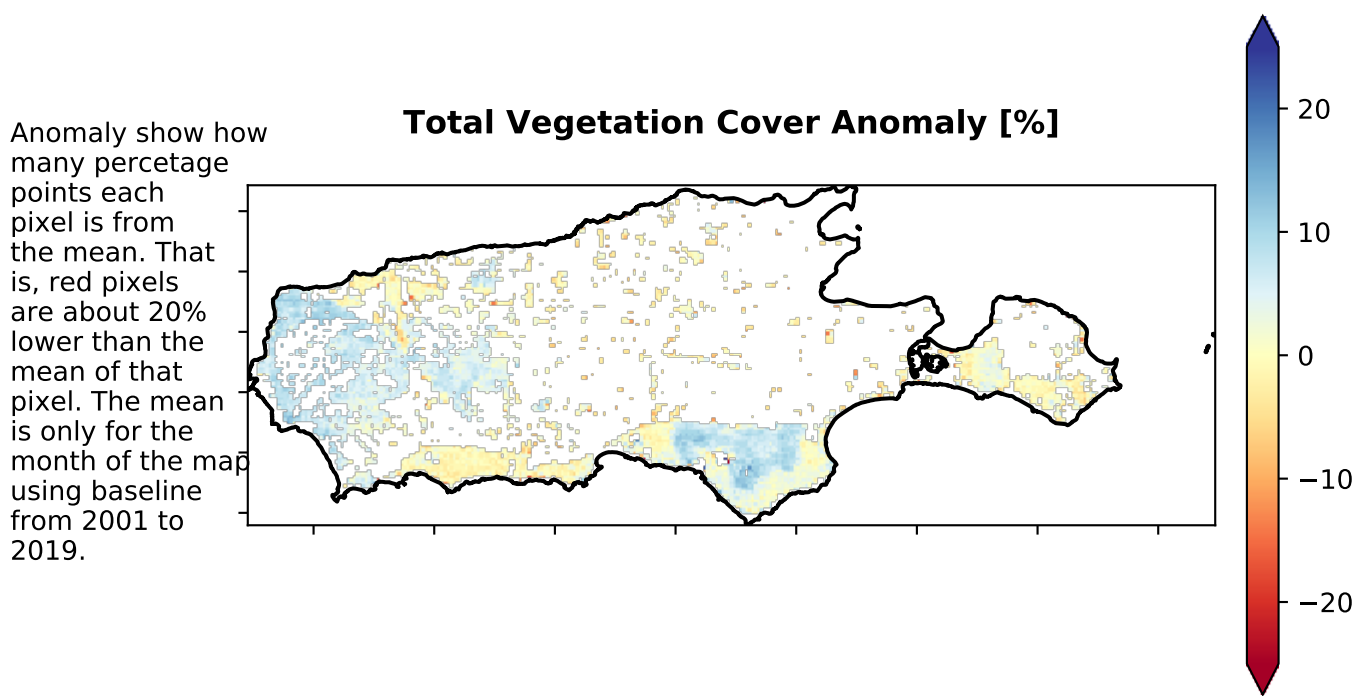 Total Vegetation Cover Anomaly [%]
Anomaly show how
many percetage
points each
pixel is from
the mean. That
is, red pixels
are about 20%
lower than the
mean of that
pixel. The mean
is only for the
month of the map
using baseline
from 2001 to
2019.
20
10
0
−10
−20